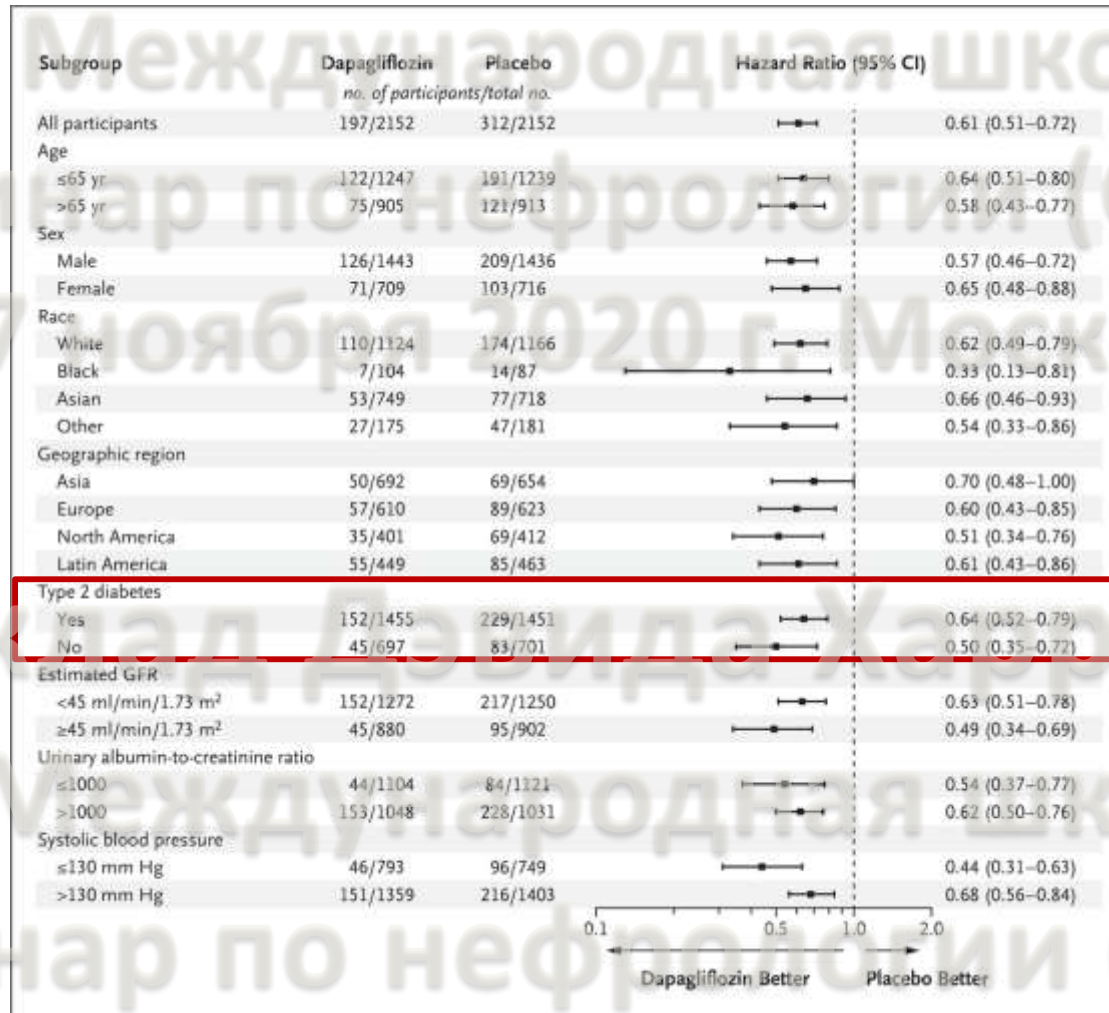 Subgroup Dapagliflozin Placebo Hazard Ratio (95% CI)
no. of participants/total no.
All participants 197/2152 312/2152 0.61 (0.51–0.72)
Age
≤65 yr 122/1247 191/1239 0.64 (0.51–0.80)
>65 yr 75/905 121/913 0.58 (0.43–0.77)
Sex
Male 126/1443 209/1436 0.57 (0.46–0.72)
Female 71/709 103/716 0.65 (0.48–0.88)
Race
White 110/1124 174/1166 0.62 (0.49–0.79)
Black 7/104 14/87 0.33 (0.13–0.81)
Asian 53/749 77/718 0.66 (0.46–0.93)
Other 27/175 47/181 0.54 (0.33–0.86)
Geographic region
Asia 50/692 69/654 0.70 (0.48–1.00)
Europe 57/610 89/623 0.60 (0.43–0.85)
North America 35/401 69/412 0.51 (0.34–0.76)
Latin America 55/449 85/463 0.61 (0.43–0.86)
Type 2 diabetes
Yes 152/1455 229/1451 0.64 (0.52–0.79)
No 45/697 83/701 0.50 (0.35–0.72)
Estimated GFR
<45 ml/min/1.73 m² 152/1272 217/1250 0.63 (0.51–0.78)
≥45 ml/min/1.73 m² 45/880 95/902 0.49 (0.34–0.69)
Urinary albumin-to-creatinine ratio
≤1000 44/1104 84/1121 0.54 (0.37–0.77)
>1000 153/1048 228/1031 0.62 (0.50–0.76)
Systolic blood pressure
≤130 mm Hg 46/793 96/749 0.44 (0.31–0.63)
>130 mm Hg 151/1359 216/1403 0.68 (0.56–0.84)
0.1 0.5 1.0 2.0
Dapagliflozin Better Placebo Better
Международная шко
нар по нефрологии (
7 ноября 2020 г. Моск
клад Дэвида Харр
Международная шк
нар по нефрологии